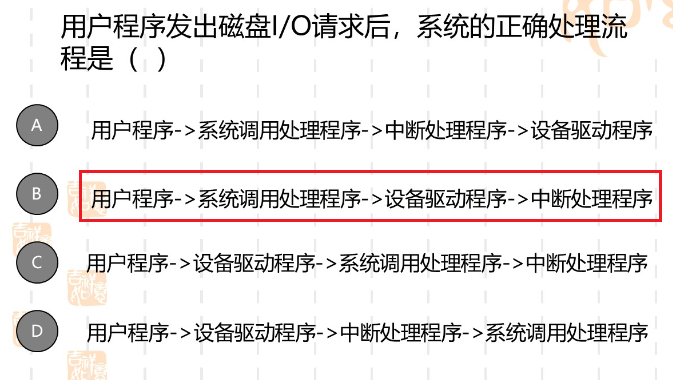 用户程序发出磁盘I/O请求后，系统的正确处理流
程是（ ）
A 用户程序->系统调用处理程序->中断处理程序->设备驱动程序
B 用户程序->系统调用处理程序->设备驱动程序->中断处理程序
C 用户程序->设备驱动程序->系统调用处理程序->中断处理程序
D 用户程序->设备驱动程序->中断处理程序->系统调用处理程序